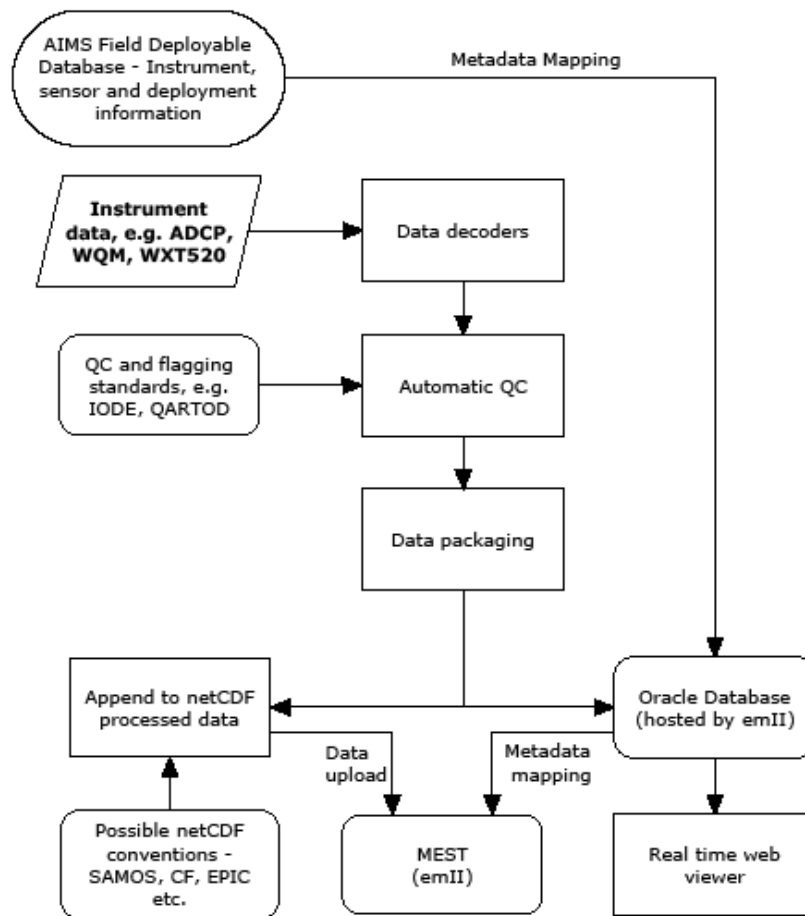 AIMS Field Deployable
Database - Instrument,
sensor and deployment
information
Metadata Mapping
Instrument
data, e.g. ADCP,
WQM, WXT520
Data decoders
QC and flagging
standards, e.g.
IODE, QARTOD
Automatic QC
Data packaging
Append to netCDF
processed data
Oracle Database
(hosted by emII)
Data
upload
Metadata
mapping
Possible netCDF
conventions -
SAMOS, CF, EPIC
etc.
MEST
(emII)
Real time web
viewer